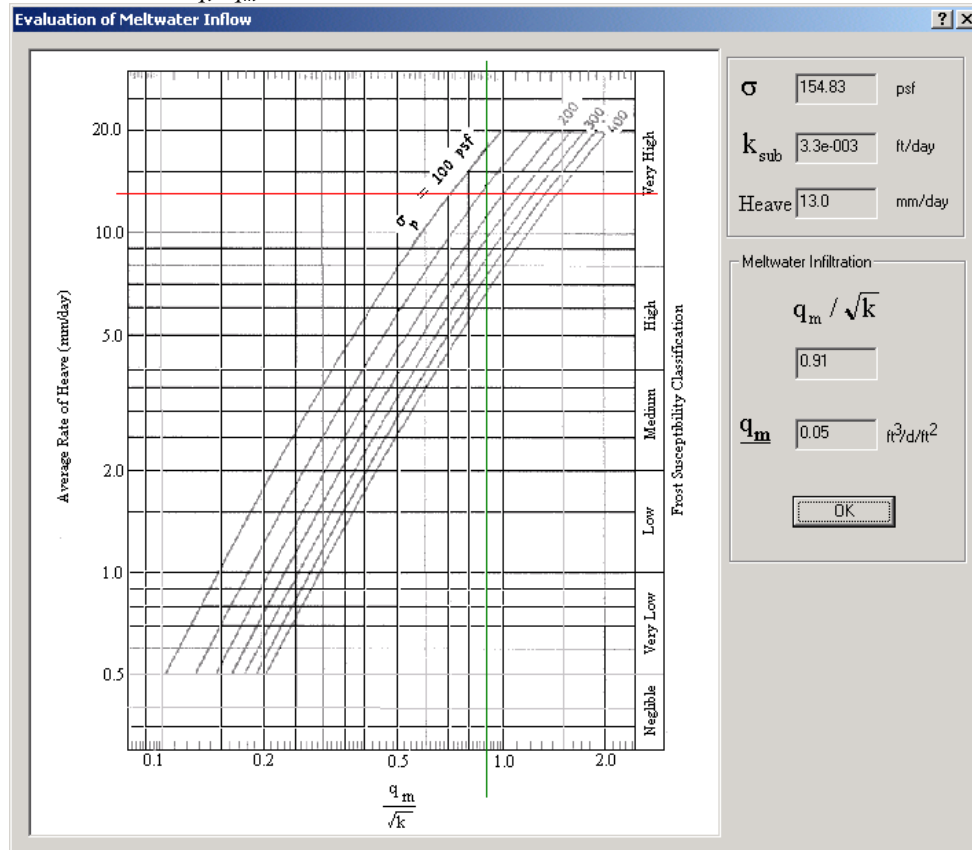 Evaluation of Meltwater Inflow
20.0
10.0
5.0
2.0
1.0
0.5
Average Rate of Heave (mm/day)
σp = 100 psf
200
300
400
Very High
High
Medium
Low
Very Low
Neglible
Frost Susceptibility Classification
0.1 0.2 0.5 1.0 2.0
q m
√k
σ 154.83 psf
k sub 3.3e-003 ft/day
Heave 13.0 mm/day
Meltwater Infiltration
qm / √k
0.91
qm 0.05 ft3/d/ft2
OK